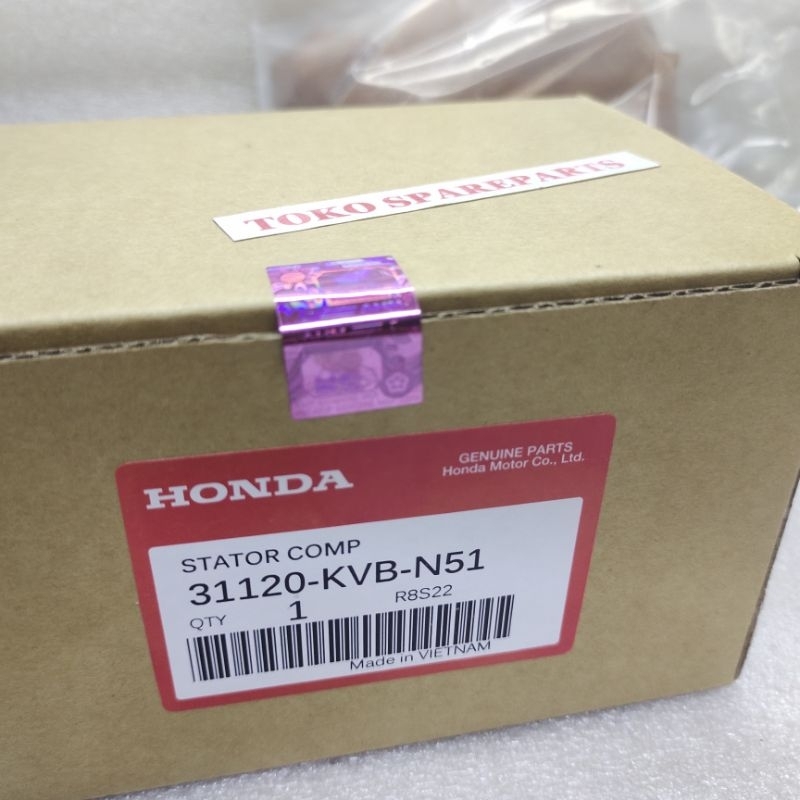 TOKO SPAREPARTS
HONDA
GENUINE PARTS
Honda Motor Co., Ltd.
STATOR COMP
31120-KVB-N51
QTY 1 R8S22
Made in VIETNAM